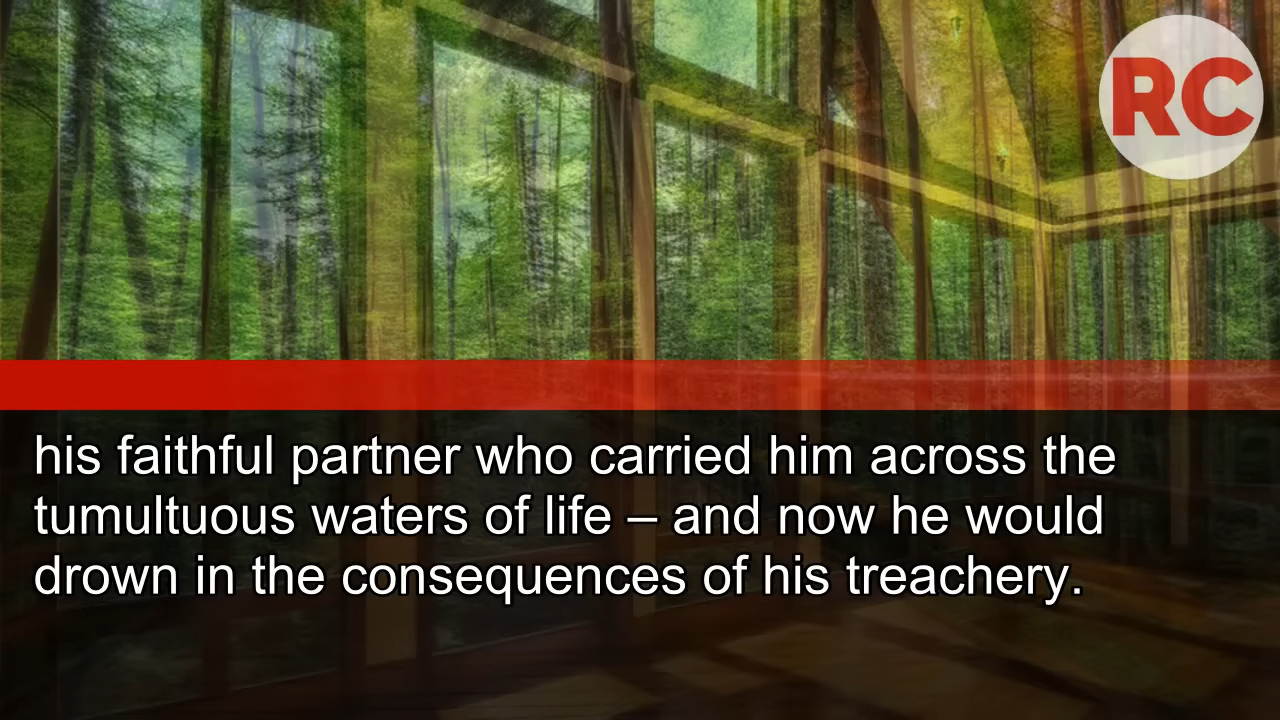 RC
his faithful partner who carried him across the
tumultuous waters of life – and now he would
drown in the consequences of his treachery.